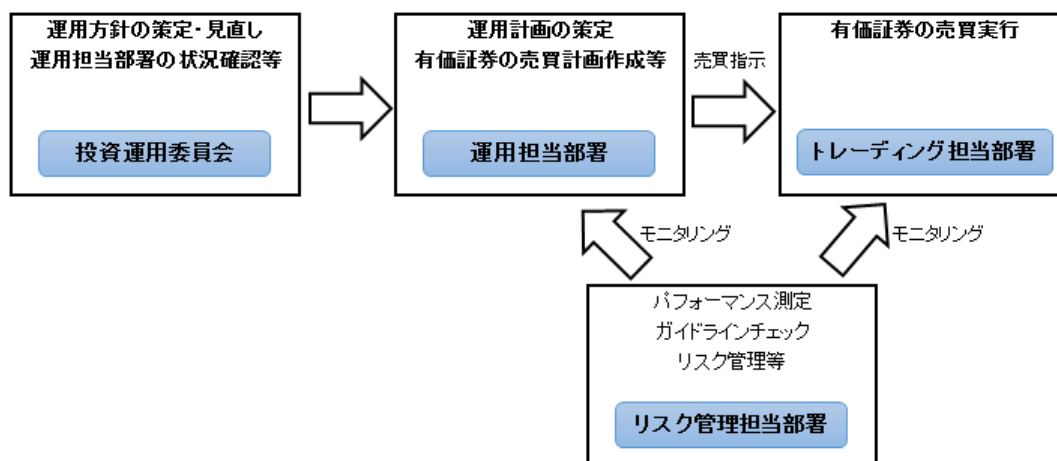 運用方針の策定・見直し
運用担当部署の状況確認等
投資運用委員会
運用計画の策定
有価証券の売買計画作成等
運用担当部署
売買指示
有価証券の売買実行
トレーディング担当部署
モニタリング
モニタリング
パフォーマンス測定
ガイドラインチェック
リスク管理等
リスク管理担当部署